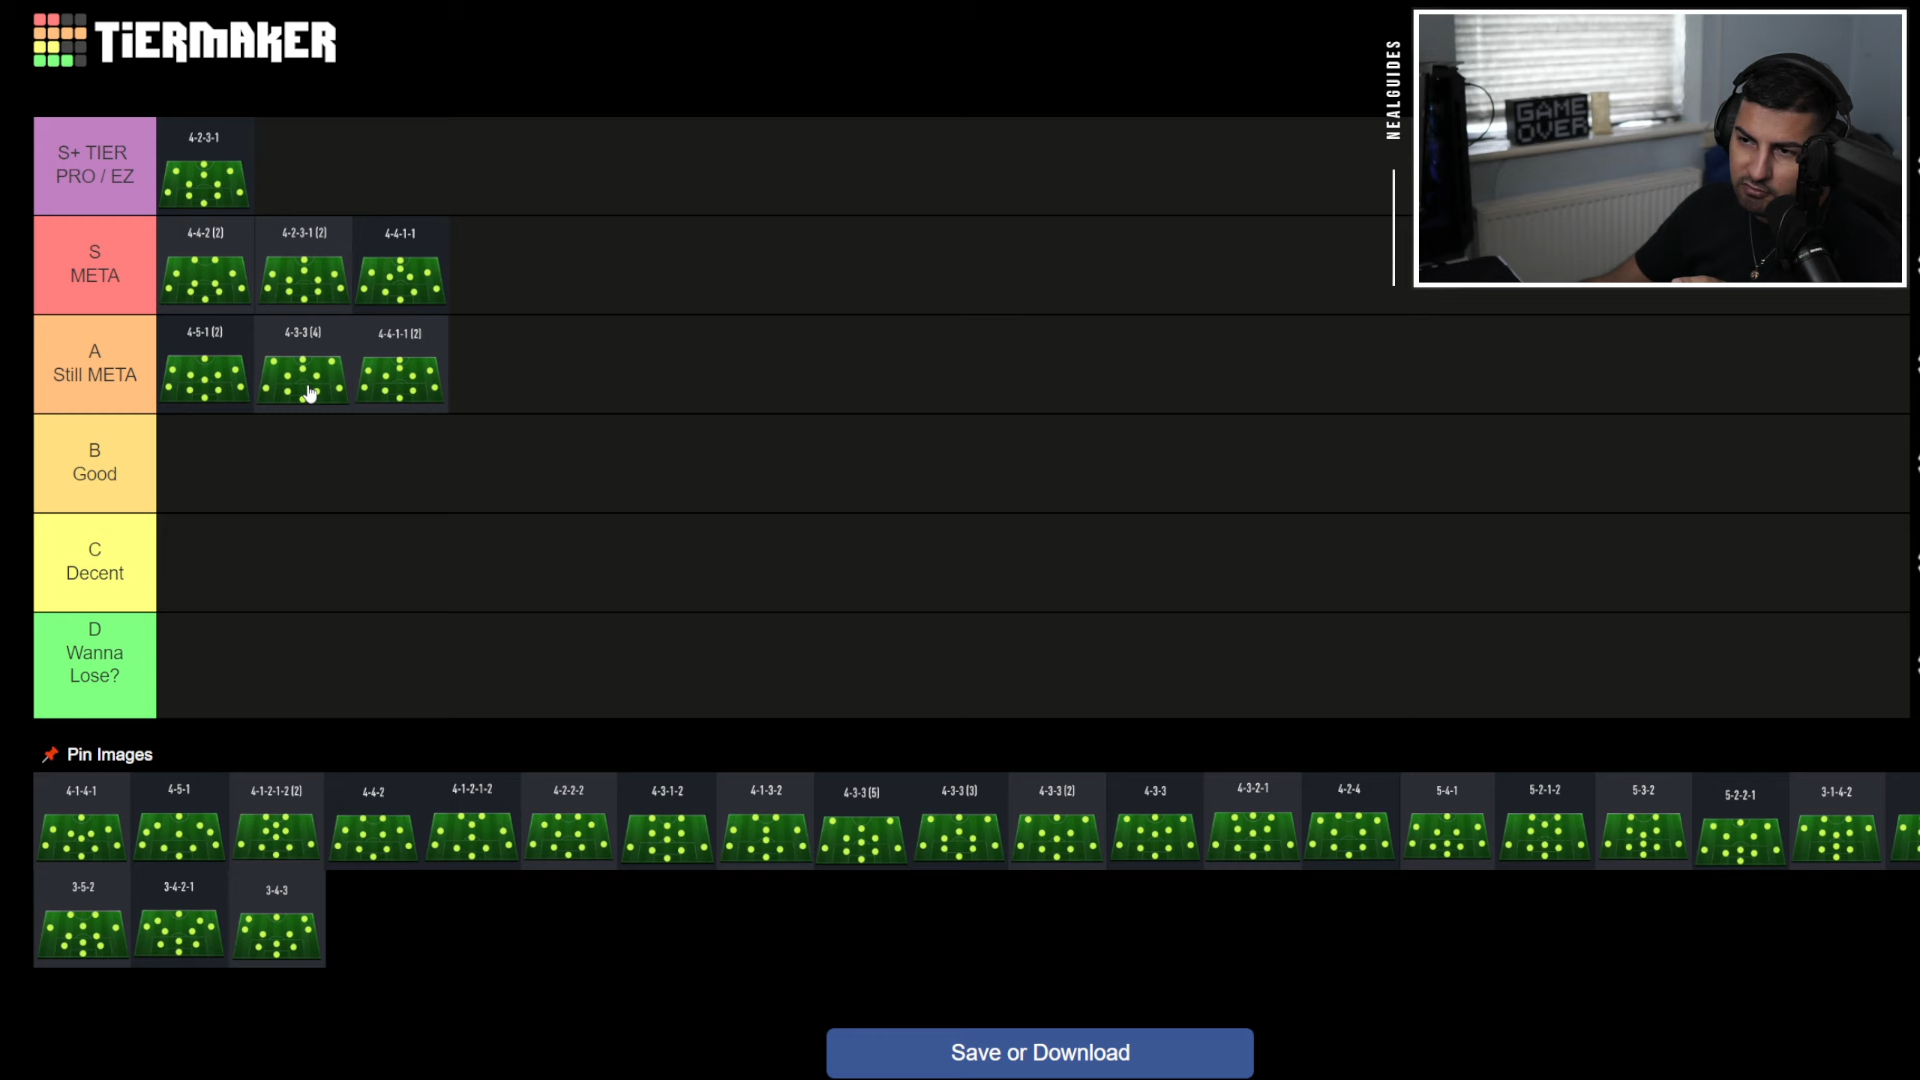 TiERMAKER
NEALGUIDES
GAME
OVER
S+ TIER
PRO / EZ
4-2-3-1
S
META
4-4-2 (2)
4-2-3-1 (2)
4-4-1-1
A
Still META
4-5-1 (2)
4-3-3 (4)
4-4-1-1 (2)
B
Good
C
Decent
D
Wanna
Lose?
Pin Images
4-1-4-1
4-5-1
4-1-2-1-2 (2)
4-4-2
4-1-2-1-2
4-2-2-2
4-3-1-2
4-1-3-2
4-3-3 (5)
4-3-3 (3)
4-3-3 (2)
4-3-3
4-3-2-1
4-2-4
5-4-1
5-2-1-2
5-3-2
5-2-2-1
3-1-4-2
3-5-2
3-4-2-1
3-4-3
Save or Download